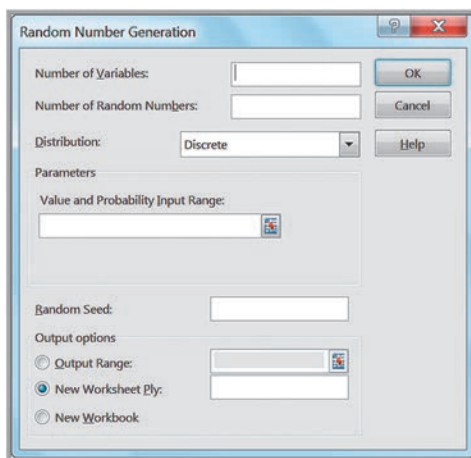 Random Number Generation
Number of Variables:
OK
Number of Random Numbers:
Cancel
Distribution:
Discrete
Help
Parameters
Value and Probability Input Range:
Random Seed:
Output options
Output Range:
New Worksheet Ply:
New Workbook